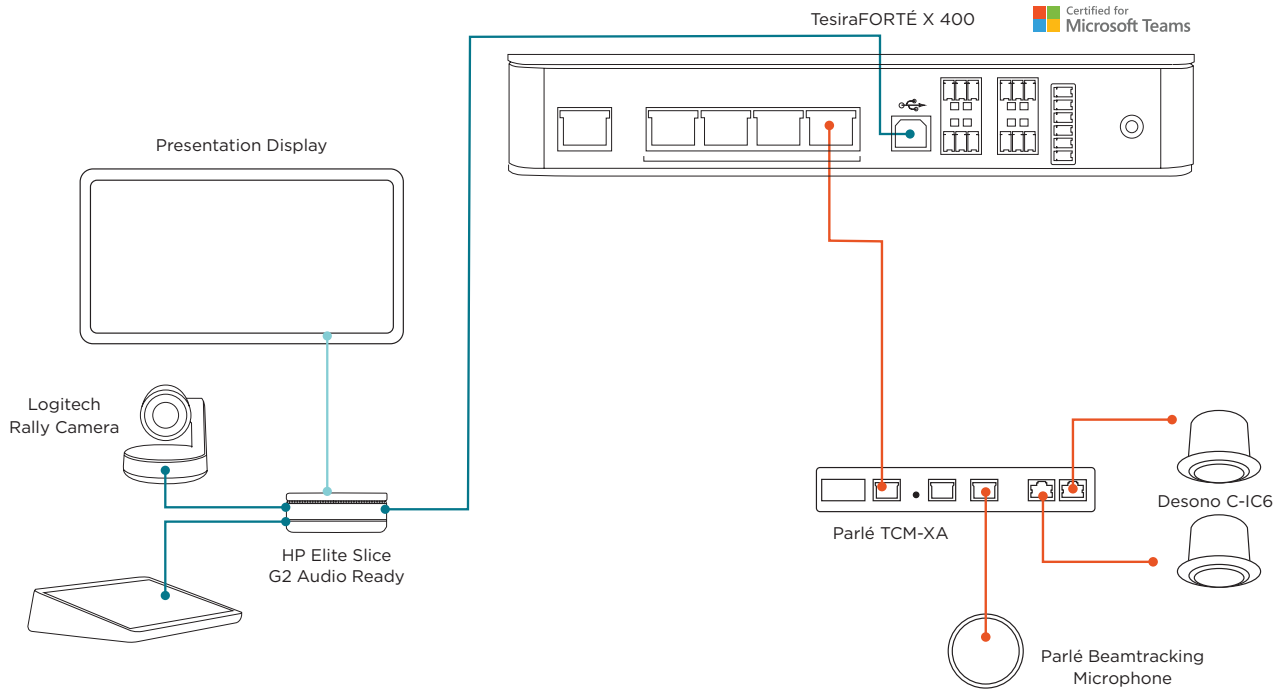 TesiraFORTÉ X 400
Certified for
Microsoft Teams
Presentation Display
Logitech
Rally Camera
HP Elite Slice
G2 Audio Ready
Parlé TCM-XA
Desono C-IC6
Parlé Beamtracking
Microphone